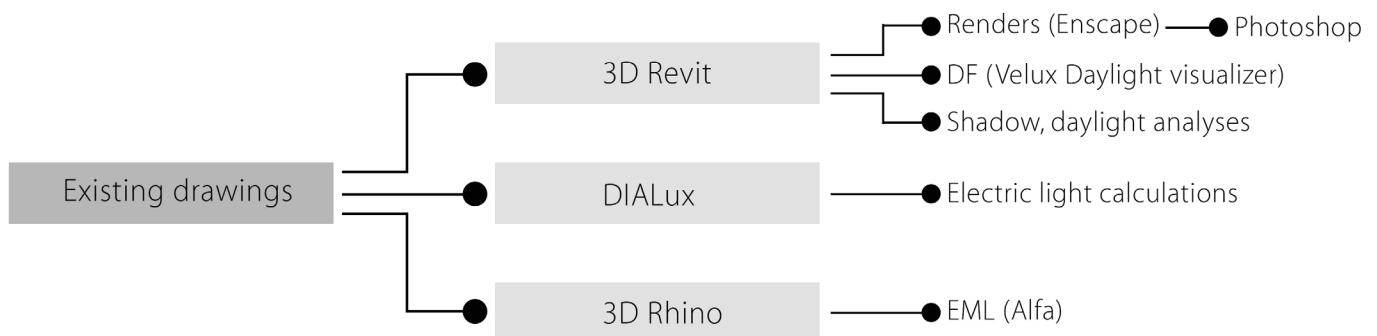 Renders (Enscape)
Photoshop
3D Revit
DF (Velux Daylight visualizer)
Shadow, daylight analyses
Existing drawings
DIALux
Electric light calculations
3D Rhino
EML (Alfa)